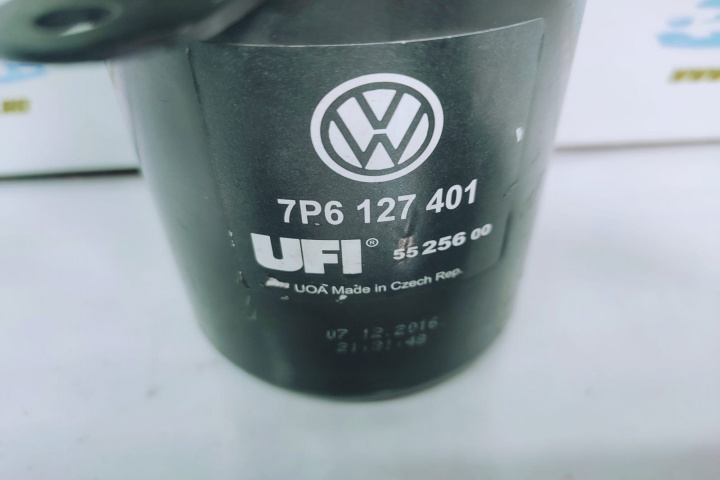 7P6 127 401
UFI® 55 256 00
UOA Made in Czech Rep.
07.12.2016
21:31:48